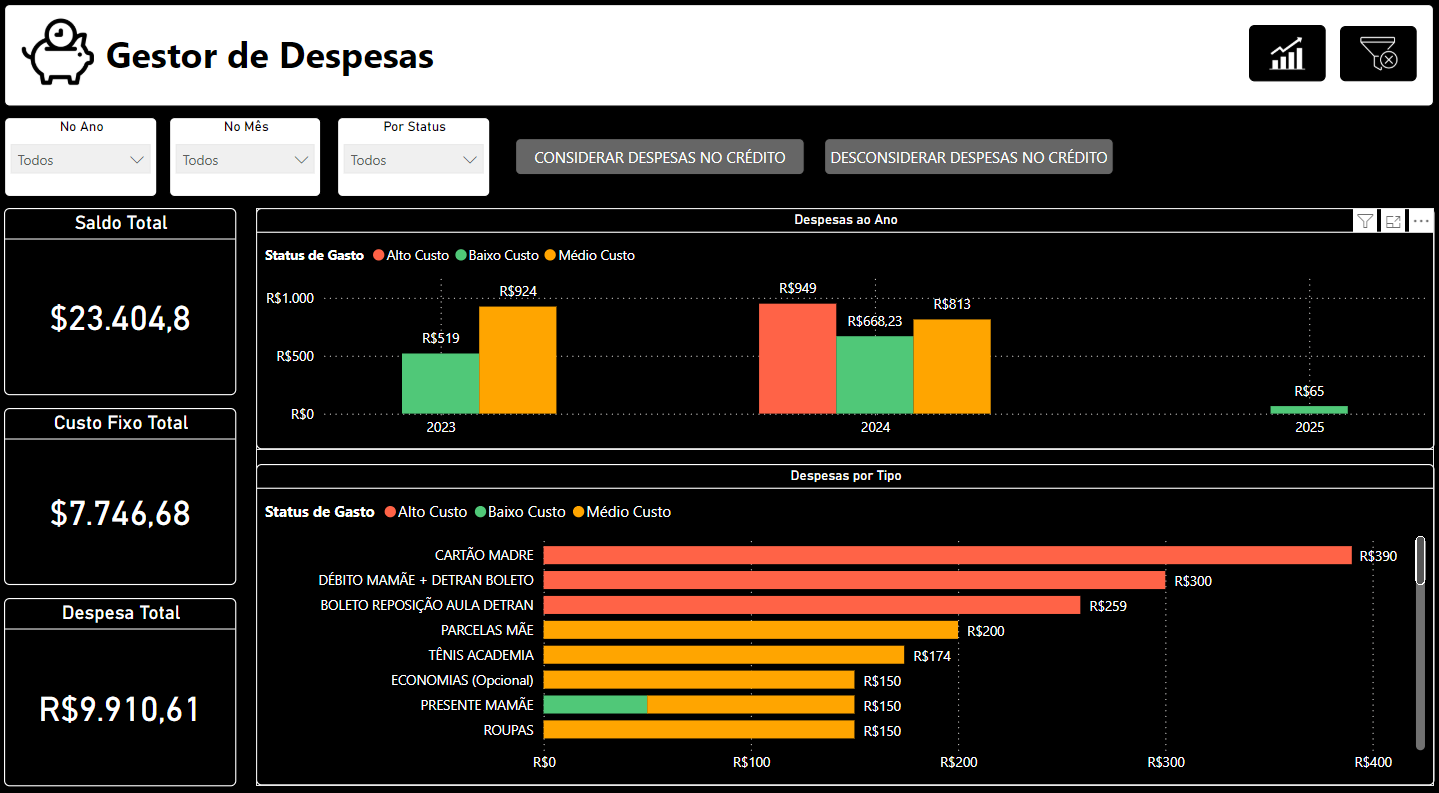 Gestor de Despesas
No Ano
Todos
No Mês
Todos
Por Status
Todos
CONSIDERAR DESPESAS NO CRÉDITO
DESCONSIDERAR DESPESAS NO CRÉDITO
Saldo Total
$23.404,8
Custo Fixo Total
$7.746,68
Despesa Total
R$9.910,61
Despesas ao Ano
Status de Gasto Alto Custo Baixo Custo Médio Custo
R$1.000
R$500
R$0
R$519
R$924
R$949
R$668,23
R$813
R$65
2023
2024
2025
Despesas por Tipo
Status de Gasto Alto Custo Baixo Custo Médio Custo
CARTÃO MADRE R$390
DÉBITO MAMÃE + DETRAN BOLETO R$300
BOLETO REPOSIÇÃO AULA DETRAN R$259
PARCELAS MÃE R$200
TÊNIS ACADEMIA R$174
ECONOMIAS (Opcional) R$150
PRESENTE MAMÃE R$150
ROUPAS R$150
R$0 R$100 R$200 R$300 R$400